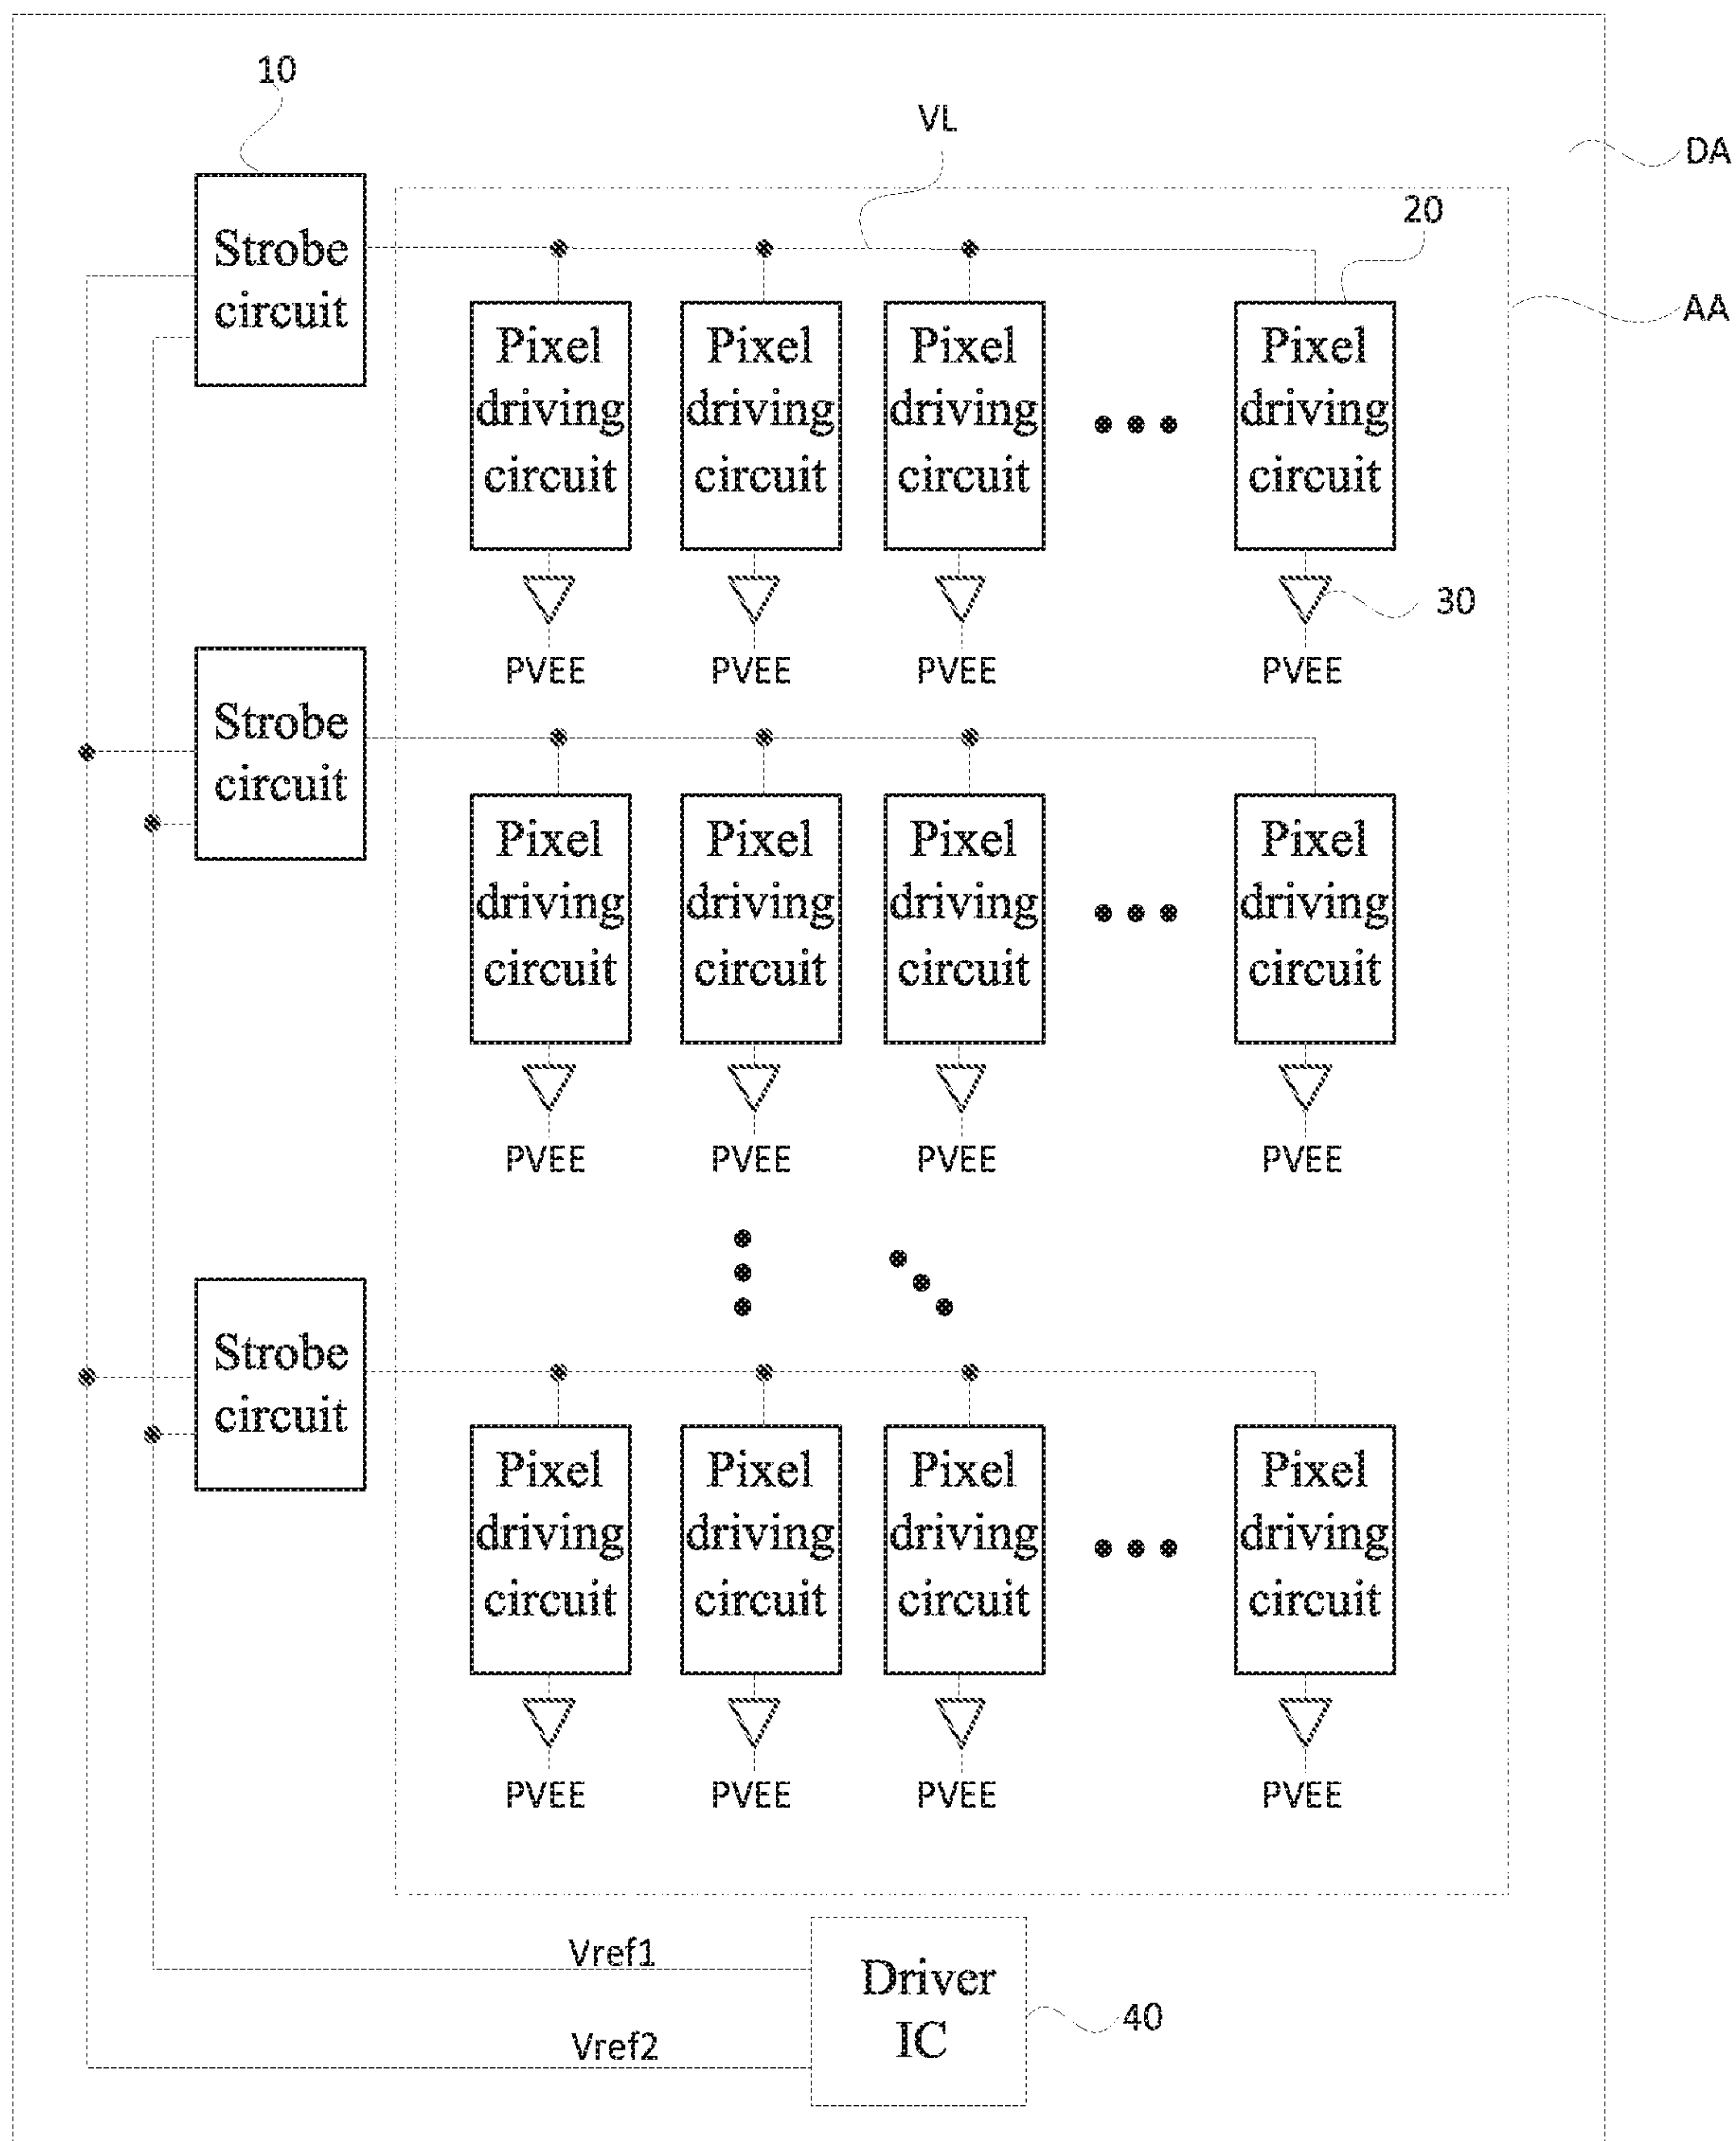 10
VL
DA
Strobe
circuit
20
AA
Pixel
driving
circuit
Pixel
driving
circuit
Pixel
driving
circuit
Pixel
driving
circuit
30
PVEE
PVEE
PVEE
PVEE
Strobe
circuit
Pixel
driving
circuit
Pixel
driving
circuit
Pixel
driving
circuit
Pixel
driving
circuit
PVEE
PVEE
PVEE
PVEE
Strobe
circuit
Pixel
driving
circuit
Pixel
driving
circuit
Pixel
driving
circuit
Pixel
driving
circuit
PVEE
PVEE
PVEE
PVEE
Vref1
Driver
IC
40
Vref2